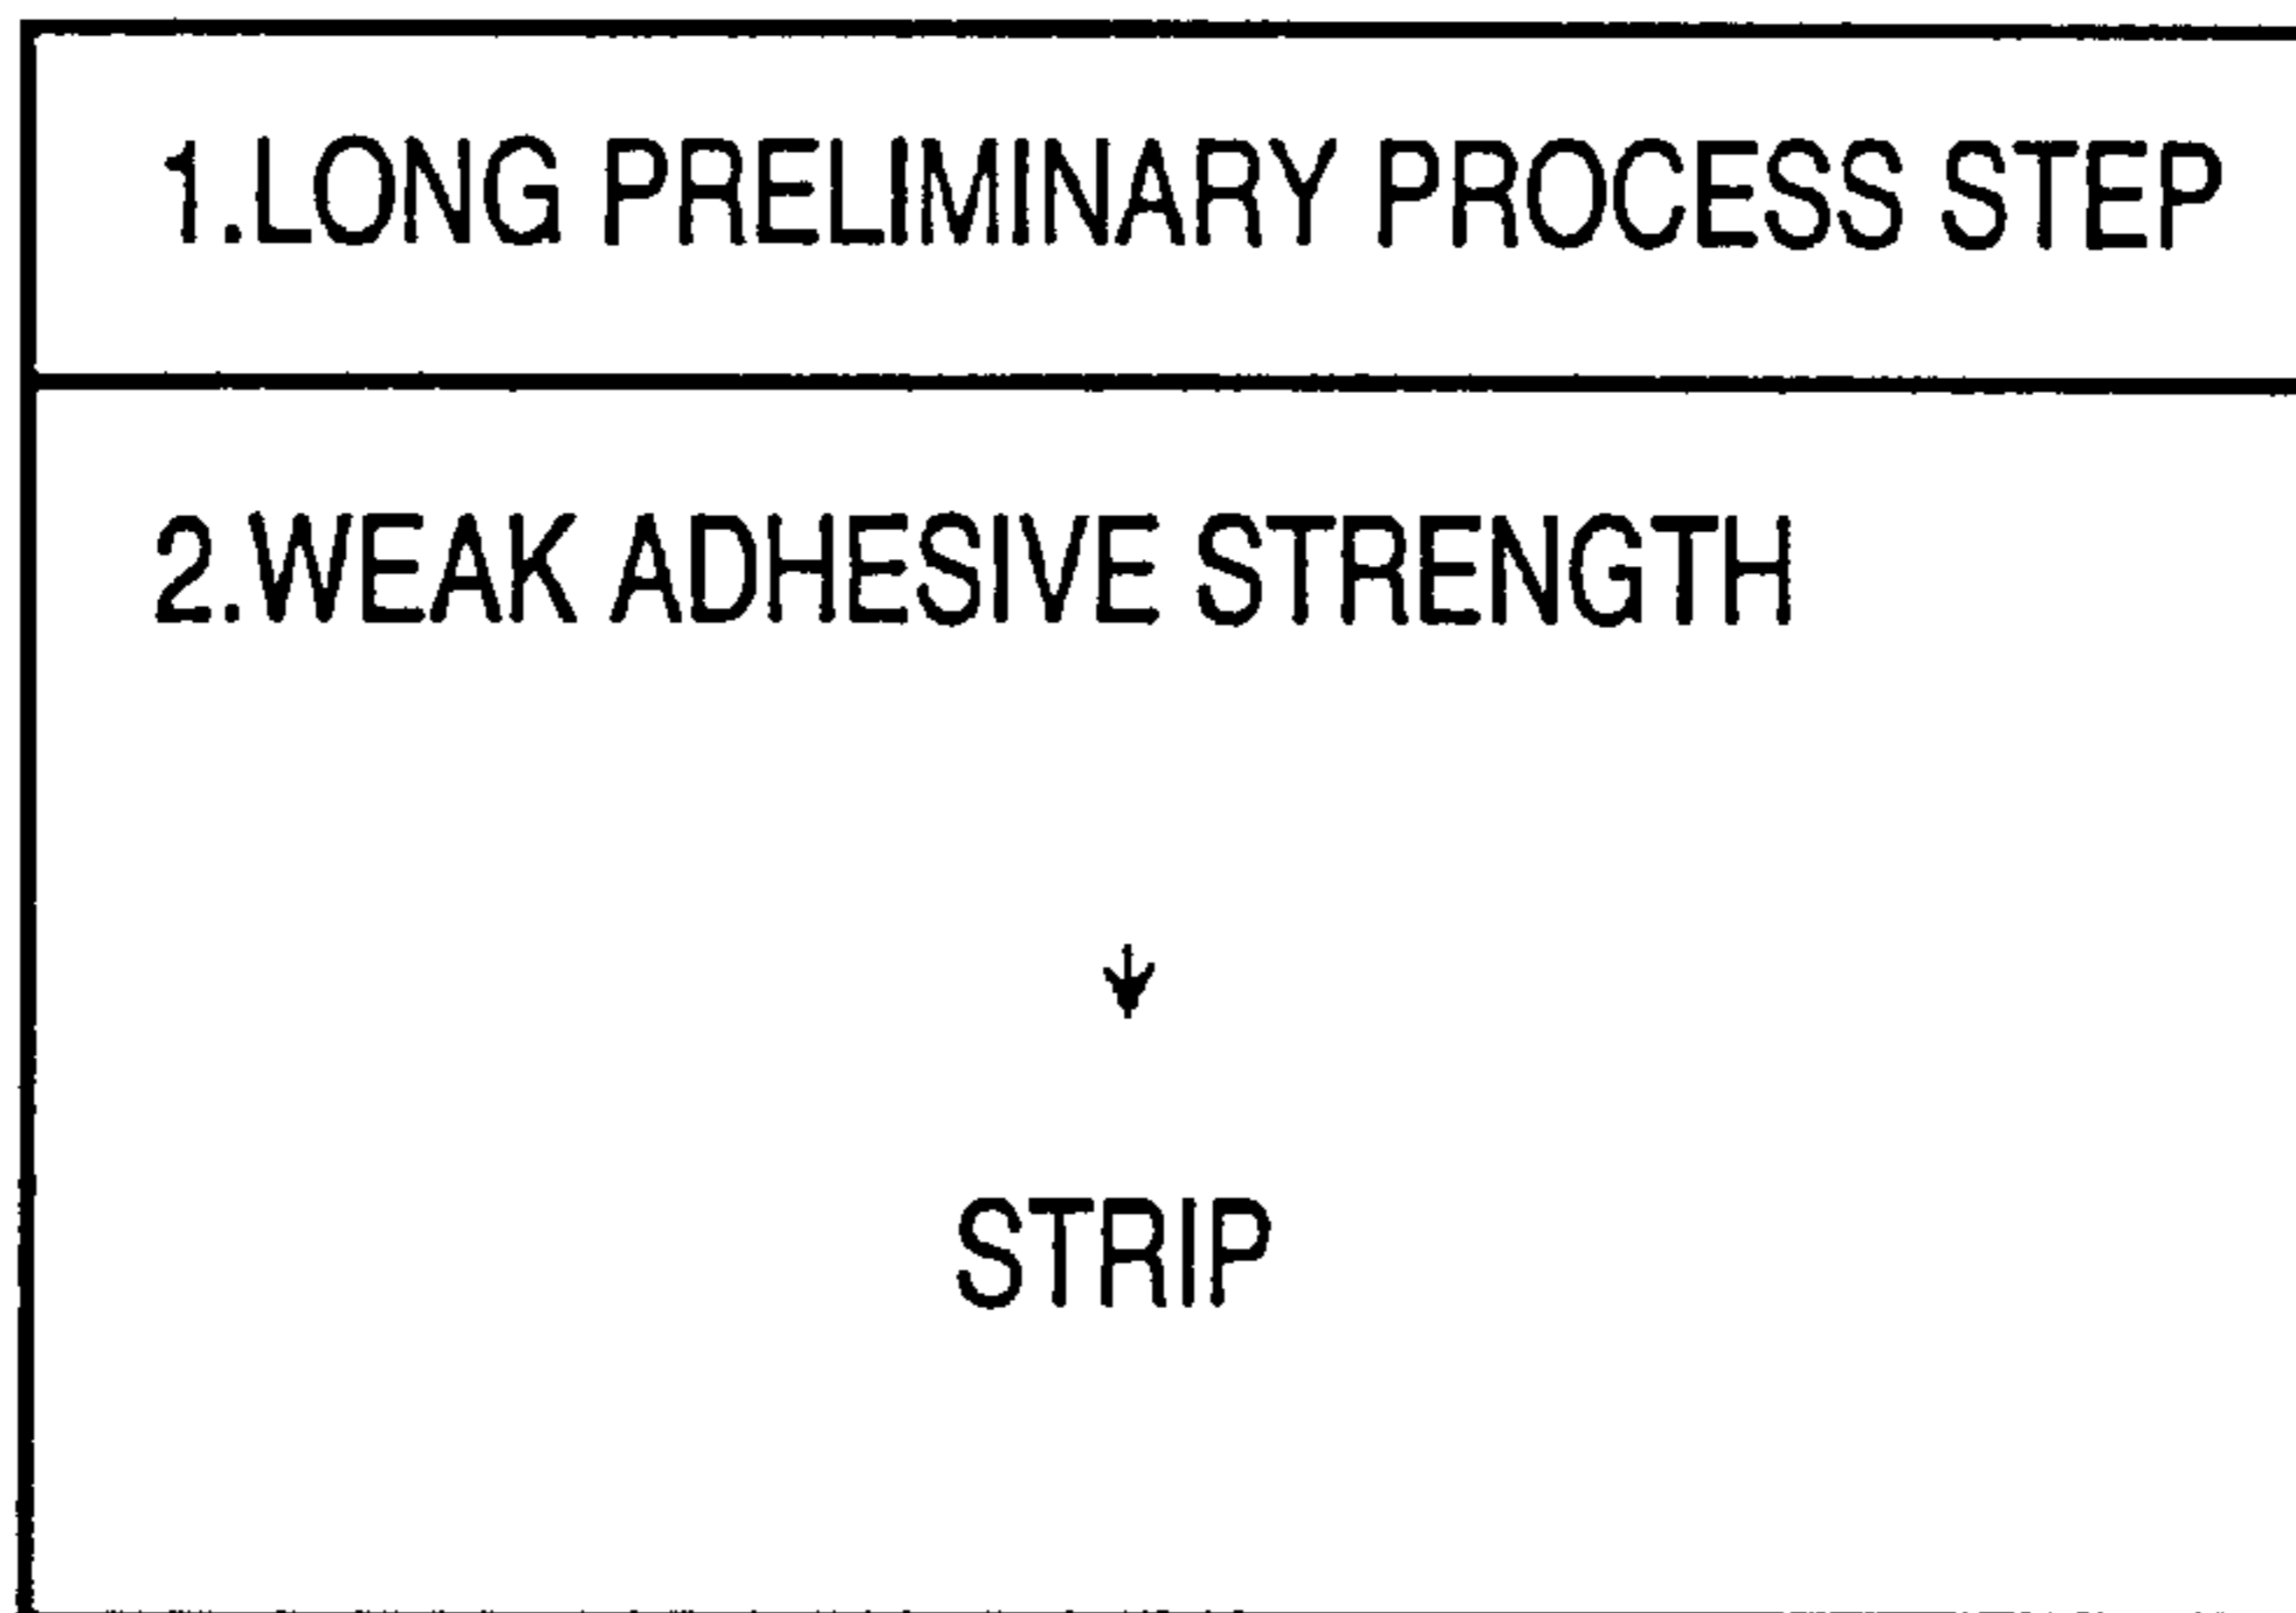 1.LONG PRELIMINARY PROCESS STEP
2.WEAK ADHESIVE STRENGTH
↓
STRIP